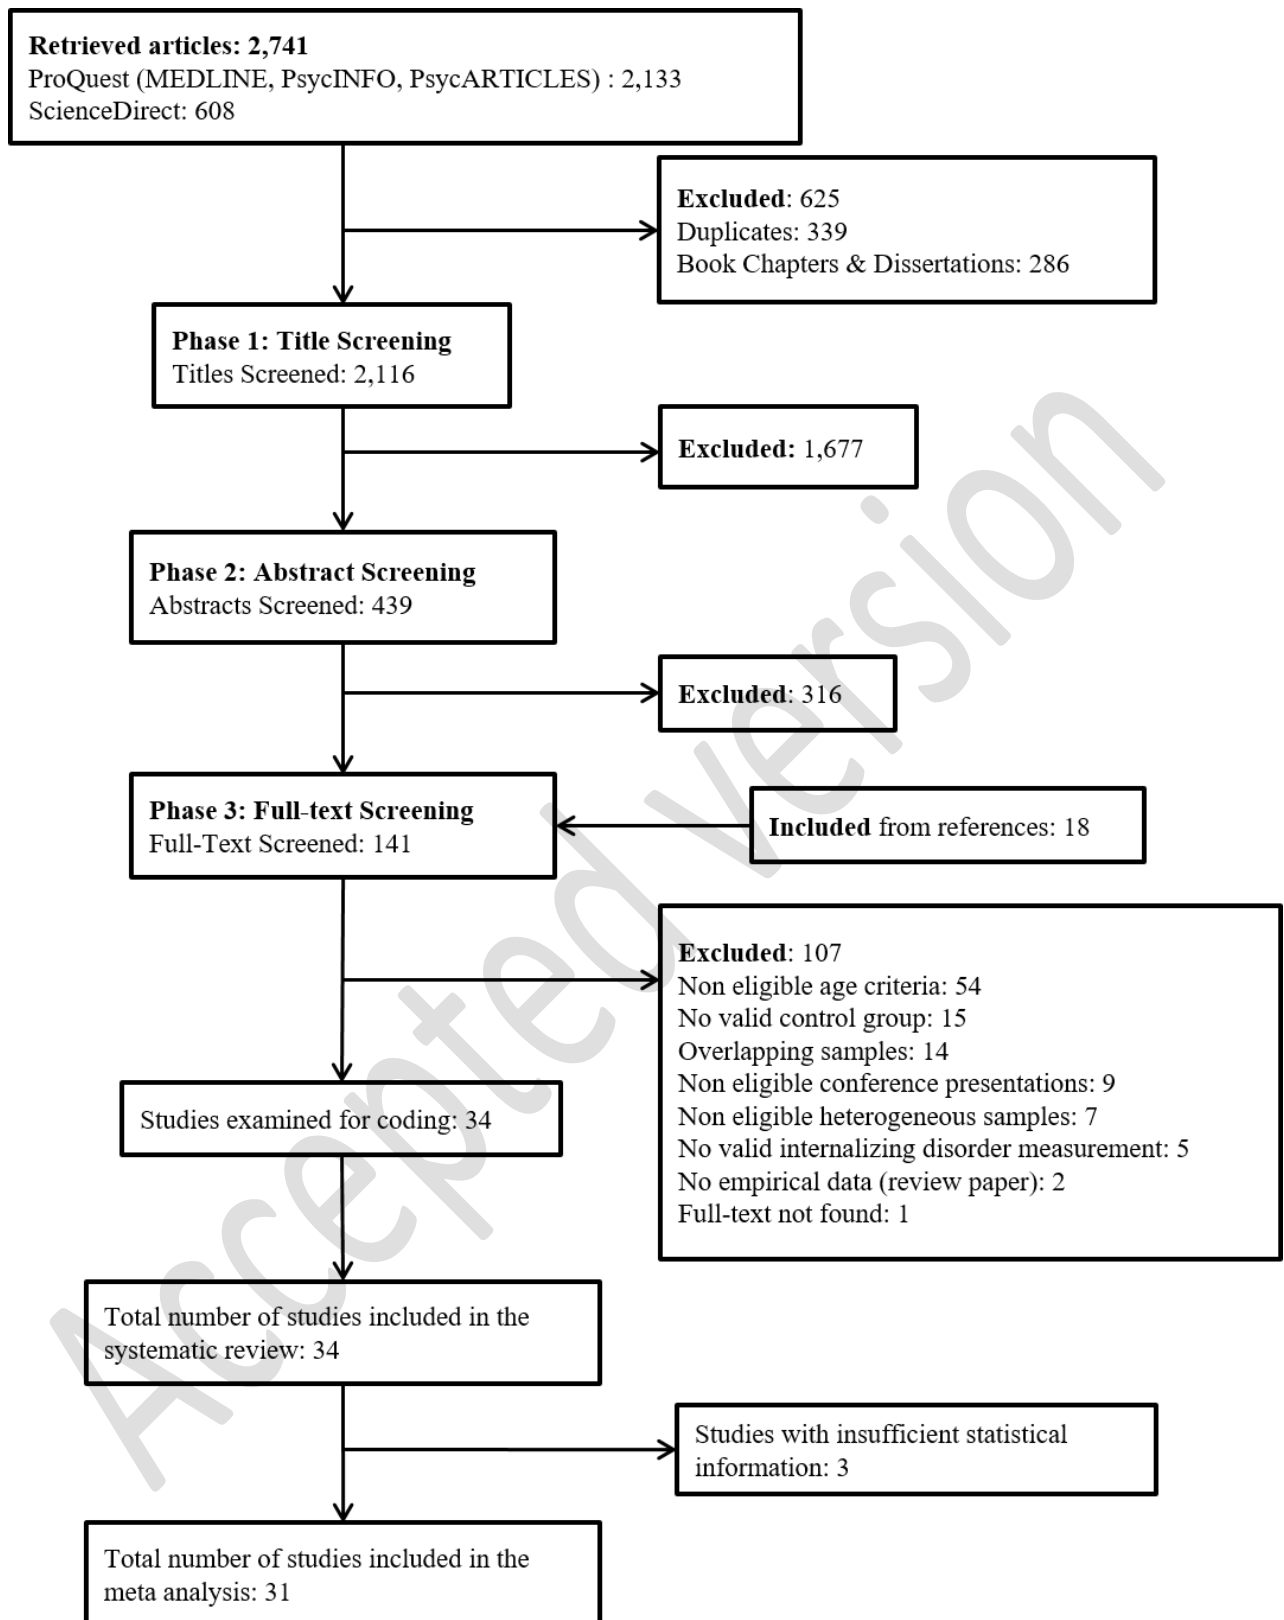 Retrieved articles: 2,741
ProQuest (MEDLINE, PsycINFO, PsycARTICLES) : 2,133
ScienceDirect: 608
Excluded: 625
Duplicates: 339
Book Chapters & Dissertations: 286
Phase 1: Title Screening
Titles Screened: 2,116
Excluded: 1,677
Phase 2: Abstract Screening
Abstracts Screened: 439
Excluded: 316
Phase 3: Full-text Screening
Full-Text Screened: 141
Included from references: 18
Excluded: 107
Non eligible age criteria: 54
No valid control group: 15
Overlapping samples: 14
Non eligible conference presentations: 9
Non eligible heterogeneous samples: 7
No valid internalizing disorder measurement: 5
No empirical data (review paper): 2
Full-text not found: 1
Studies examined for coding: 34
Total number of studies included in the
systematic review: 34
Studies with insufficient statistical
information: 3
Total number of studies included in the
meta analysis: 31
Accepted version